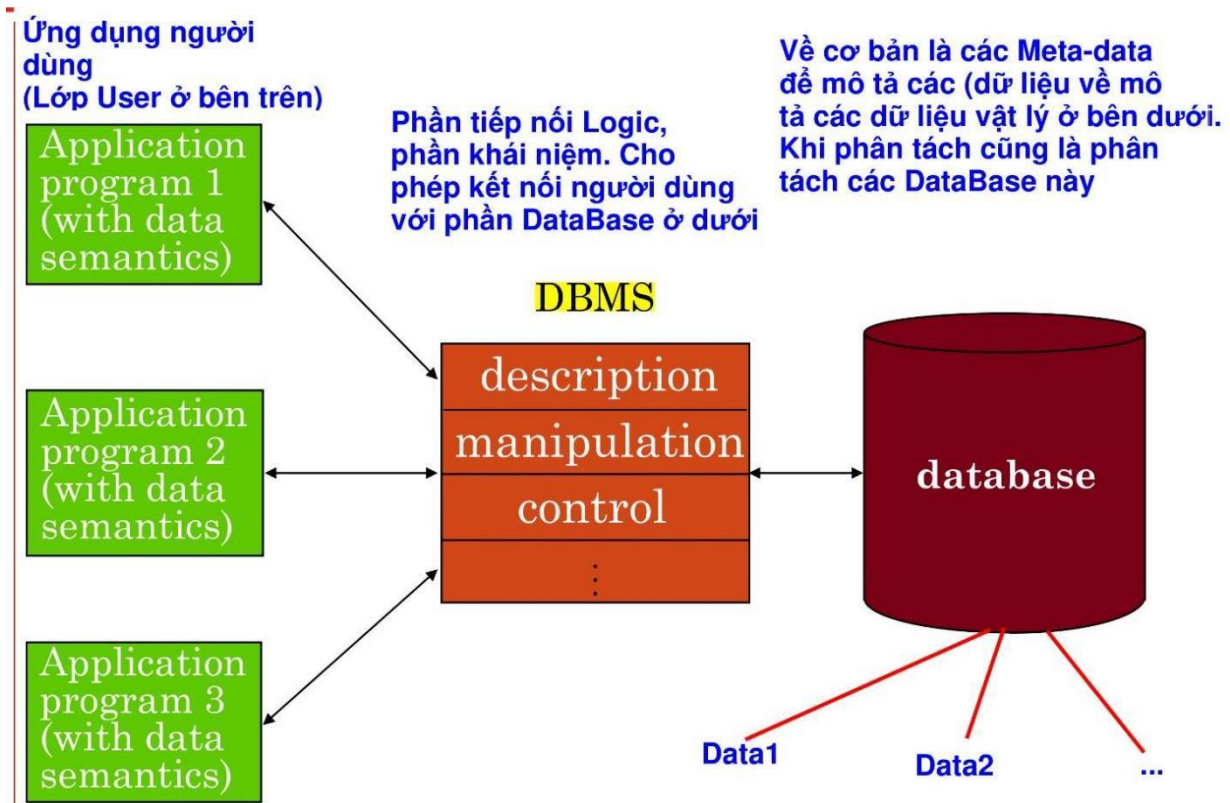 Ứng dụng người
dùng
(Lớp User ở bên trên)
Application
program 1
(with data
semantics)
Phần tiếp nối Logic,
phần khái niệm. Cho
phép kết nối người dùng
với phần DataBase ở dưới
Về cơ bản là các Meta-data
để mô tả các (dữ liệu về mô
tả các dữ liệu vật lý ở bên dưới.
Khi phân tách cũng là phân
tách các DataBase này
DBMS
description
manipulation
control
⋮
Application
program 2
(with data
semantics)
database
Application
program 3
(with data
semantics)
Data1
Data2
...